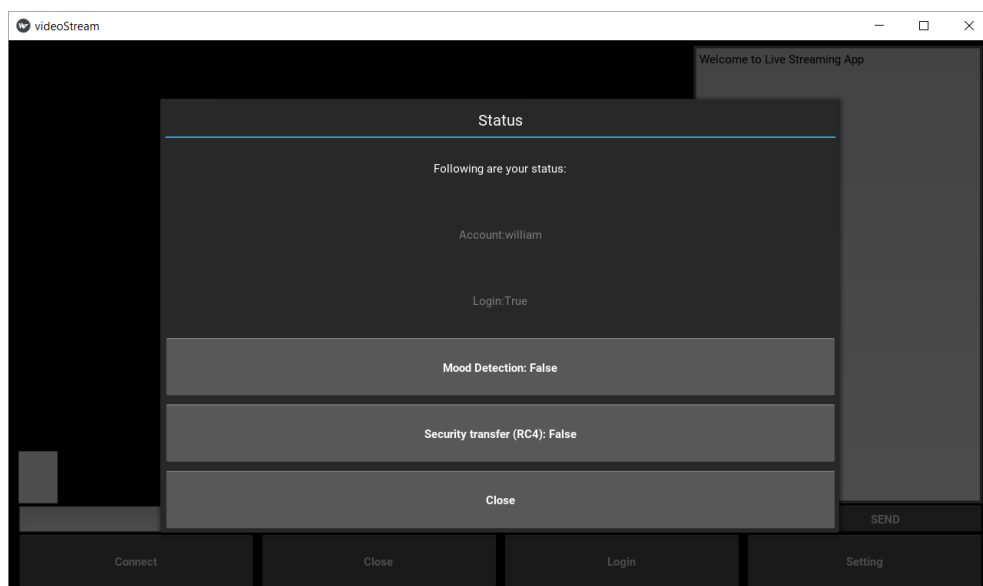 videoStream
Welcome to Live Streaming App
Status
Following are your status:
Account:william
Login:True
Mood Detection: False
Security transfer (RC4): False
Close
SEND
Connect
Close
Login
Setting